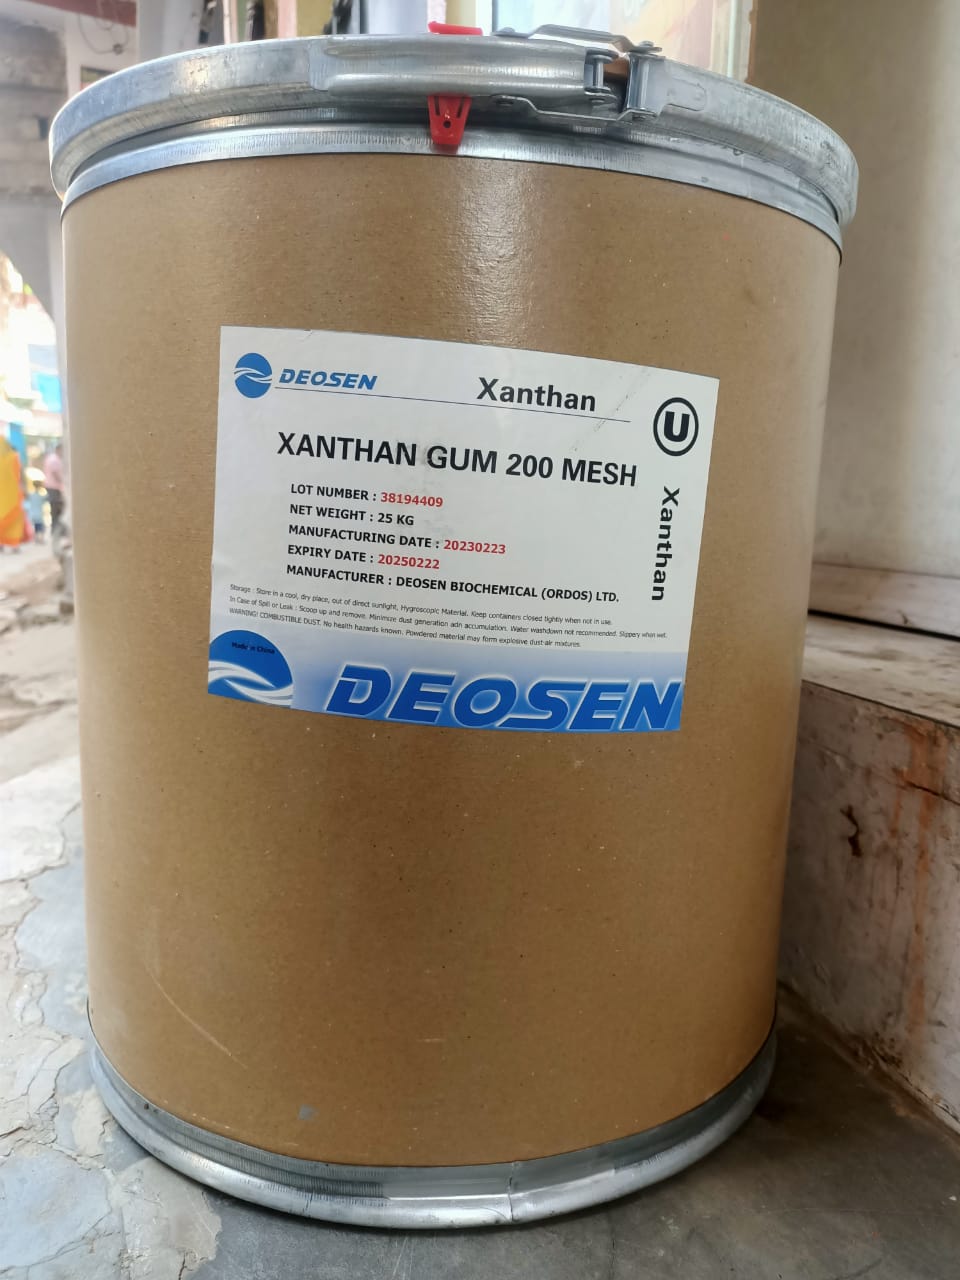 DEOSEN
Xanthan
U
XANTHAN GUM 200 MESH
Xanthan
LOT NUMBER : 38194409
NET WEIGHT : 25 KG
MANUFACTURING DATE : 20230223
EXPIRY DATE : 20250222
MANUFACTURER : DEOSEN BIOCHEMICAL (ORDOS) LTD.
Storage : Store in a cool, dry place, out of direct sunlight, Hygroscopic Material. Keep containers closed tightly when not in use.
In Case of Spill or Leak : Scoop up and remove. Minimize dust generation adn accumulation. Water washdown not recommended. Slippery when wet.
WARNING! COMBUSTIBLE DUST. No health hazards known. Powdered material may form explosive dust-air mixtures.
Made in China
DEOSEN